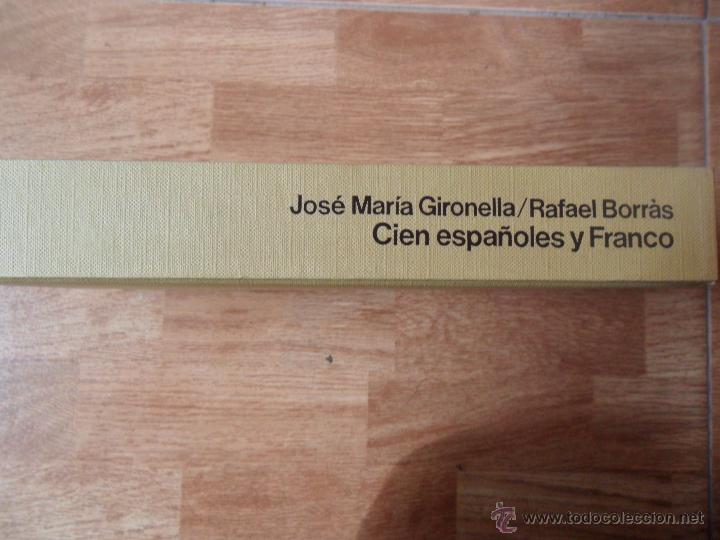 José María Gironella/Rafael Borràs
Cien españoles y Franco
www.todocoleccion.net